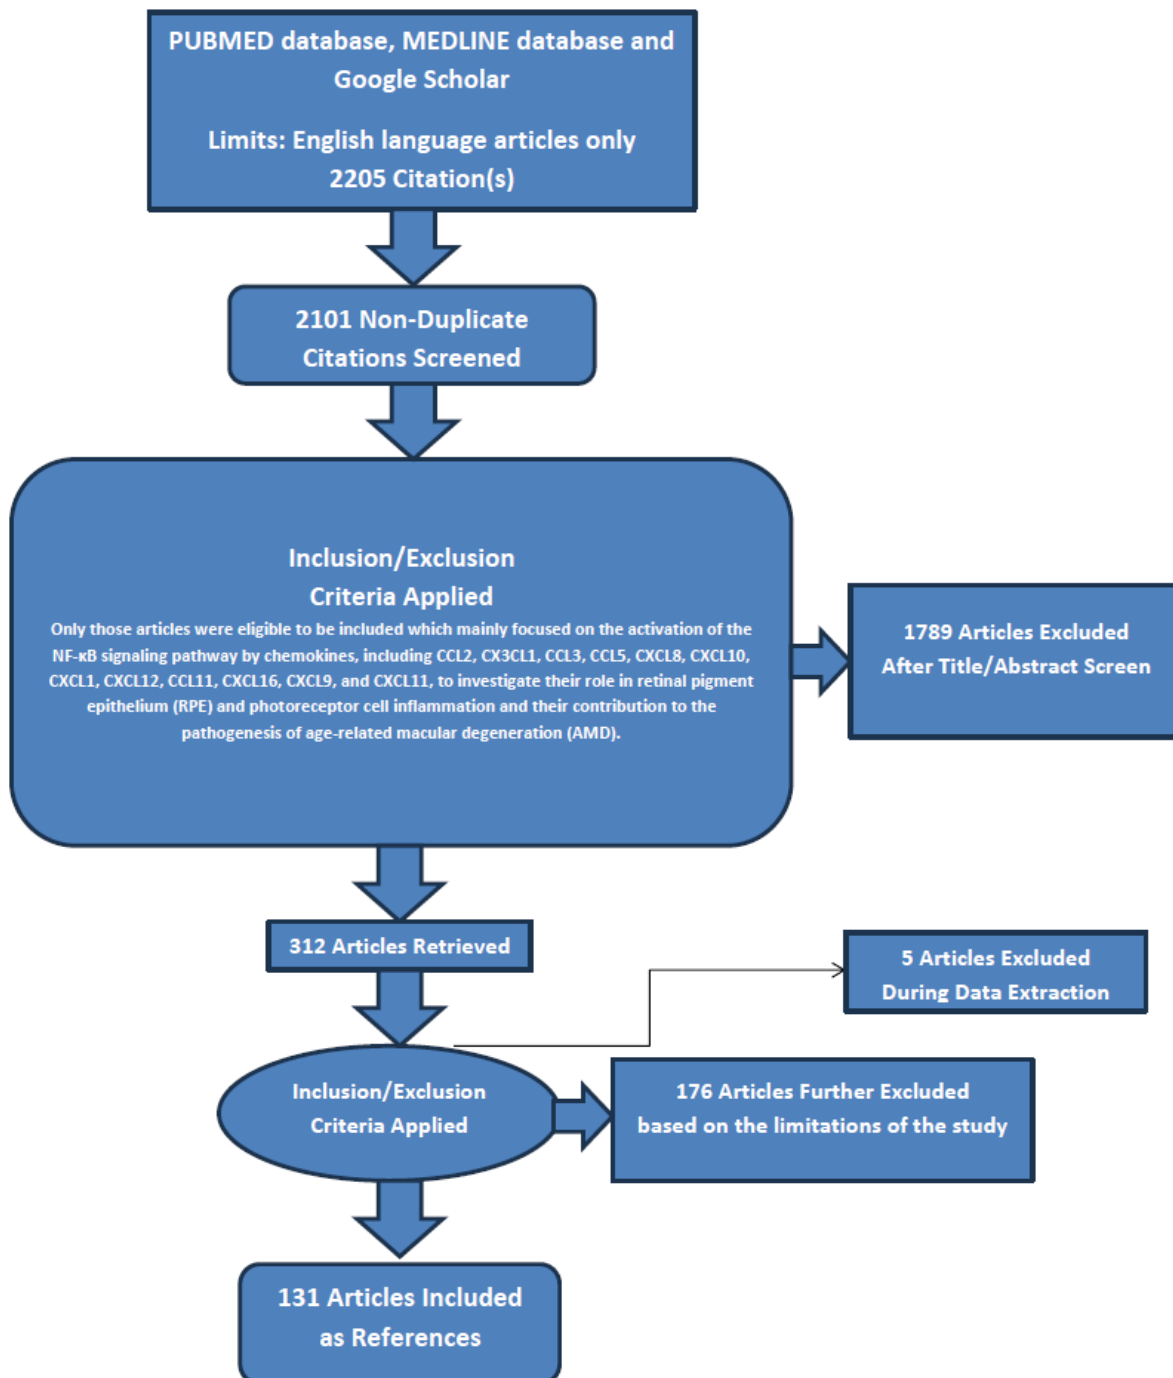 PUBMED database, MEDLINE database and
Google Scholar
Limits: English language articles only
2205 Citation(s)
2101 Non-Duplicate
Citations Screened
Inclusion/Exclusion
Criteria Applied
Only those articles were eligible to be included which mainly focused on the activation of the
NF-κB signaling pathway by chemokines, including CCL2, CX3CL1, CCL3, CCL5, CXCL8, CXCL10,
CXCL1, CXCL12, CCL11, CXCL16, CXCL9, and CXCL11, to investigate their role in retinal pigment
epithelium (RPE) and photoreceptor cell inflammation and their contribution to the
pathogenesis of age-related macular degeneration (AMD).
1789 Articles Excluded
After Title/Abstract Screen
312 Articles Retrieved
5 Articles Excluded
During Data Extraction
Inclusion/Exclusion
Criteria Applied
176 Articles Further Excluded
based on the limitations of the study
131 Articles Included
as References